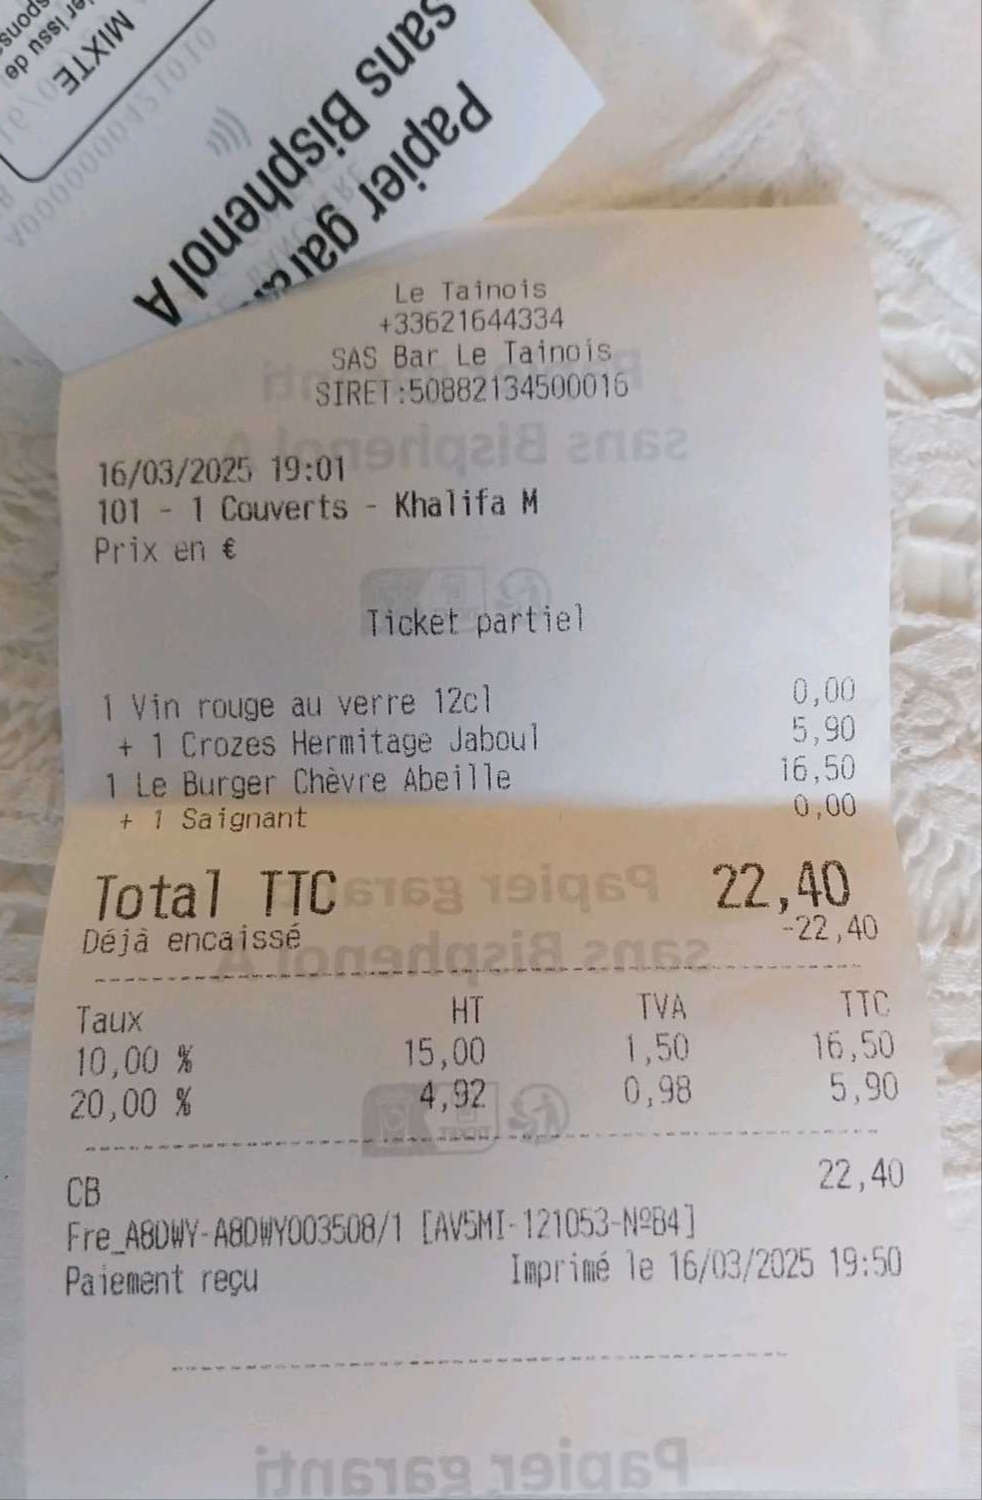 MIXTE
Papier
sans Bisphenol A
Le Tainois
+33621644334
SAS Bar Le Tainois
SIRET:50882134500016
16/03/2025 19:01
101 - 1 Couverts - Khalifa M
Prix en €
Ticket partiel
1 Vin rouge au verre 12cl 0,00
+ 1 Crozes Hermitage Jaboul 5,90
1 Le Burger Chèvre Abeille 16,50
+ 1 Saignant 0,00
Total TTC 22,40
Déjà encaissé -22,40
Taux HT TVA TTC
10,00 % 15,00 1,50 16,50
20,00 % 4,92 0,98 5,90
CB 22,40
Fre_A8DWY-A8DWY003508/1 [AV5MI-121053-NºB4]
Paiement reçu Imprimé le 16/03/2025 19:50
Papier garanti